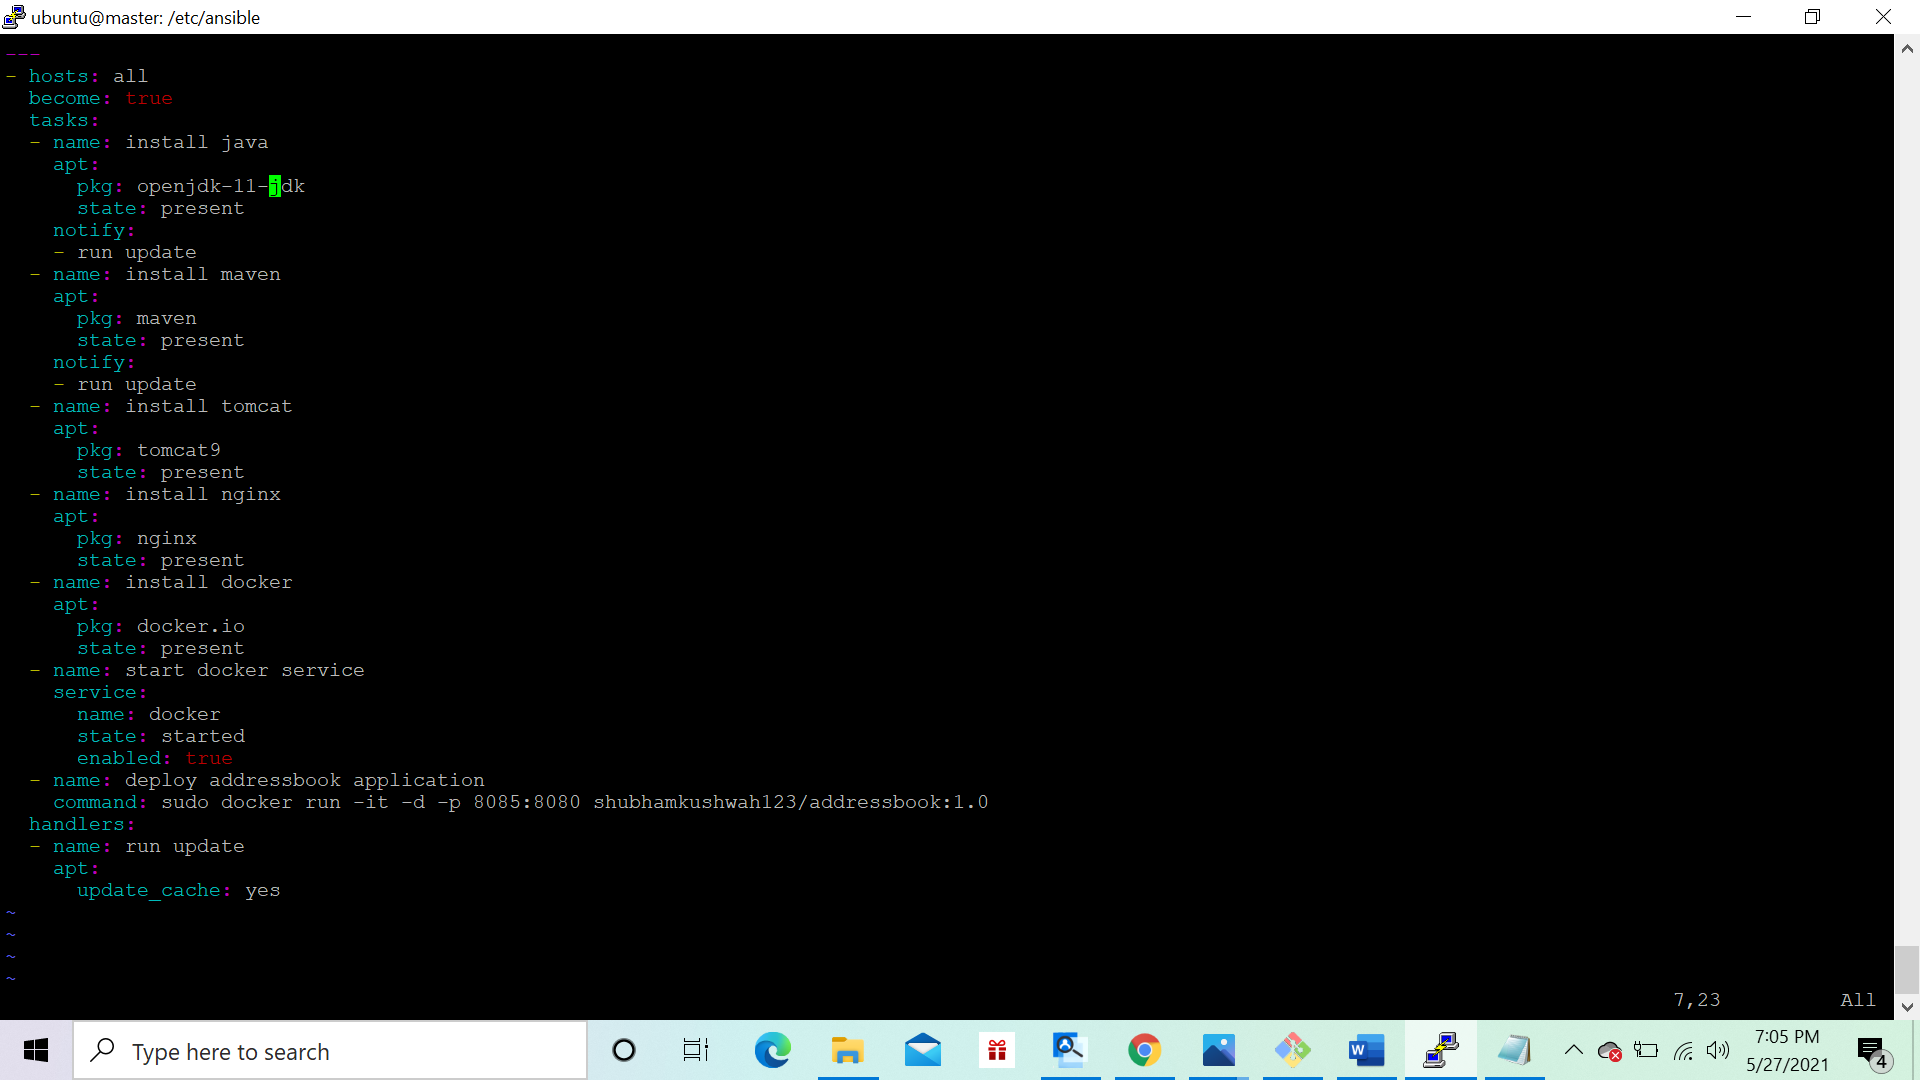 ubuntu@master: /etc/ansible
---
- hosts: all
  become: true
  tasks:
  - name: install java
    apt:
      pkg: openjdk-11-jdk
      state: present
    notify:
    - run update
  - name: install maven
    apt:
      pkg: maven
      state: present
    notify:
    - run update
  - name: install tomcat
    apt:
      pkg: tomcat9
      state: present
  - name: install nginx
    apt:
      pkg: nginx
      state: present
  - name: install docker
    apt:
      pkg: docker.io
      state: present
  - name: start docker service
    service:
      name: docker
      state: started
      enabled: true
  - name: deploy addressbook application
    command: sudo docker run -it -d -p 8085:8080 shubhamkushwah123/addressbook:1.0
  handlers:
  - name: run update
    apt:
      update_cache: yes
~
~
~
~
7,23 All
Type here to search
W
7:05 PM
5/27/2021
4